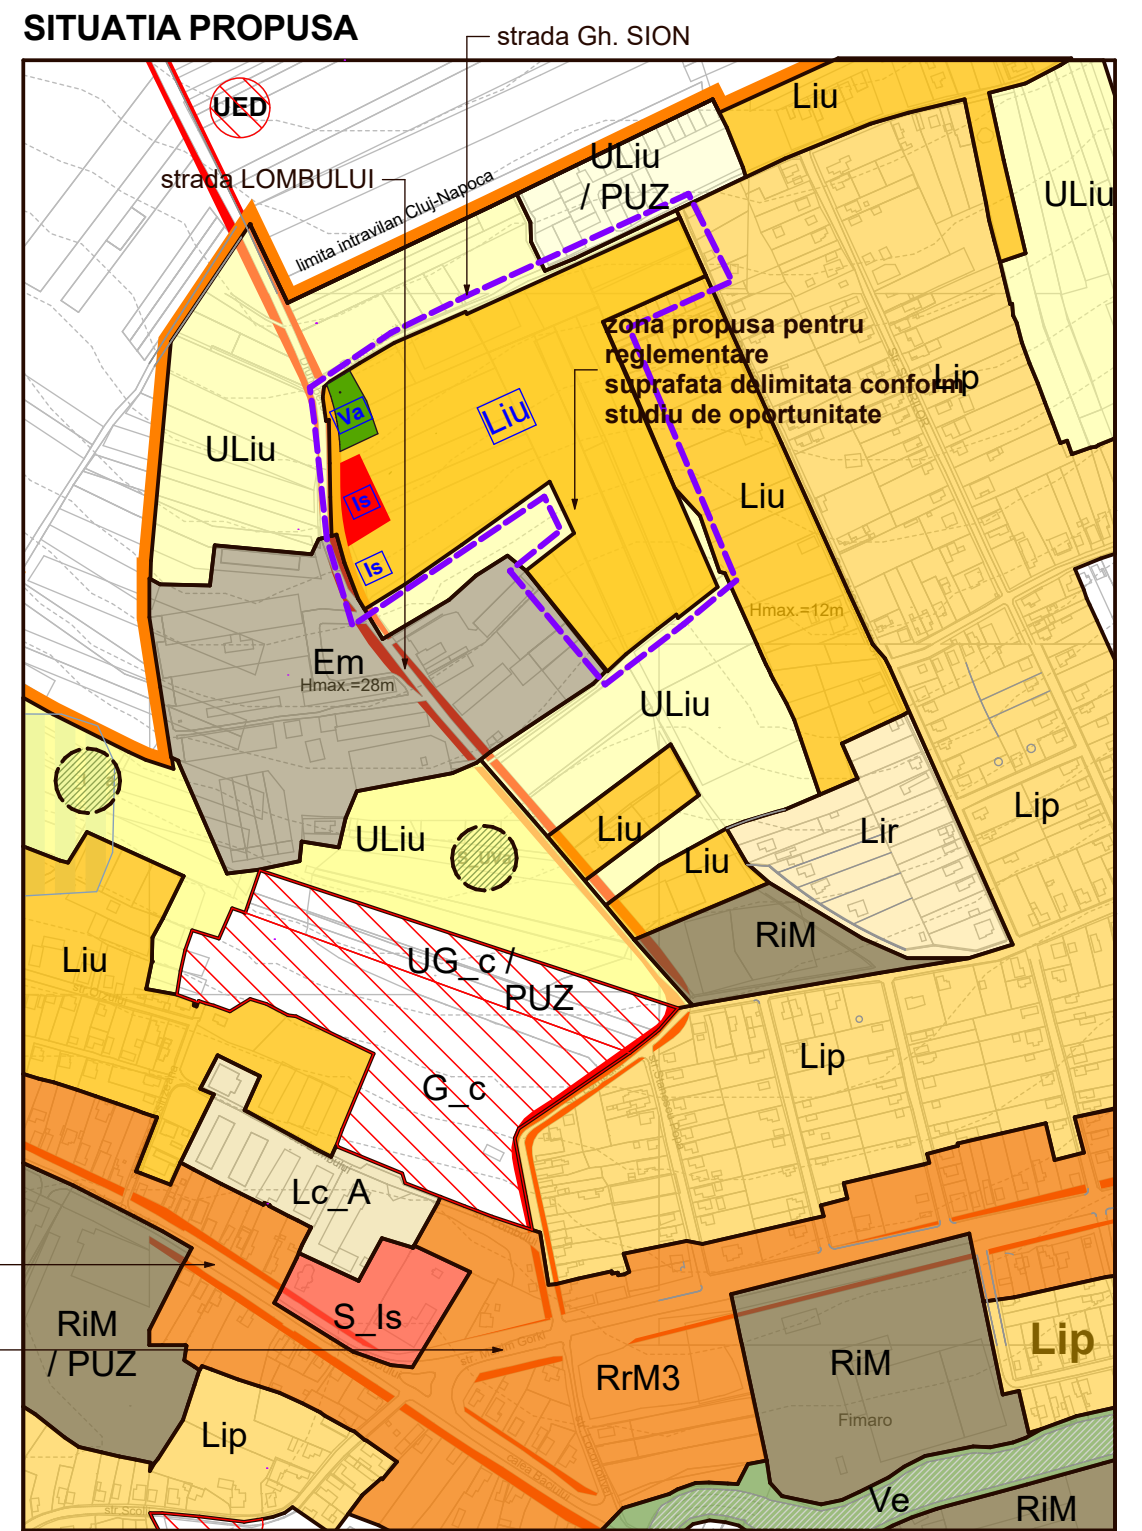 SITUATIA PROPUSA
strada Gh. SION
UED
Liu
ULiu
/ PUZ
strada LOMBULUI
ULiu
limita intravilan Cluj-Napoca
zona propusa pentru
reglementare
suprafata delimitata conform
studiu de oportunitate
Lip
Va
Liu
ULiu
Liu
Is
Is
Hmax.=12m
Em
Hmax.=28m
ULiu
Lip
Liu
Lir
ULiu
S_UVa
Liu
RiM
Liu
UG_c /
PUZ
Lip
G_c
Lc_A
S_Is
RiM
/ PUZ
RrM3
RiM
Lip
Fimaro
Lip
Ve
RiM